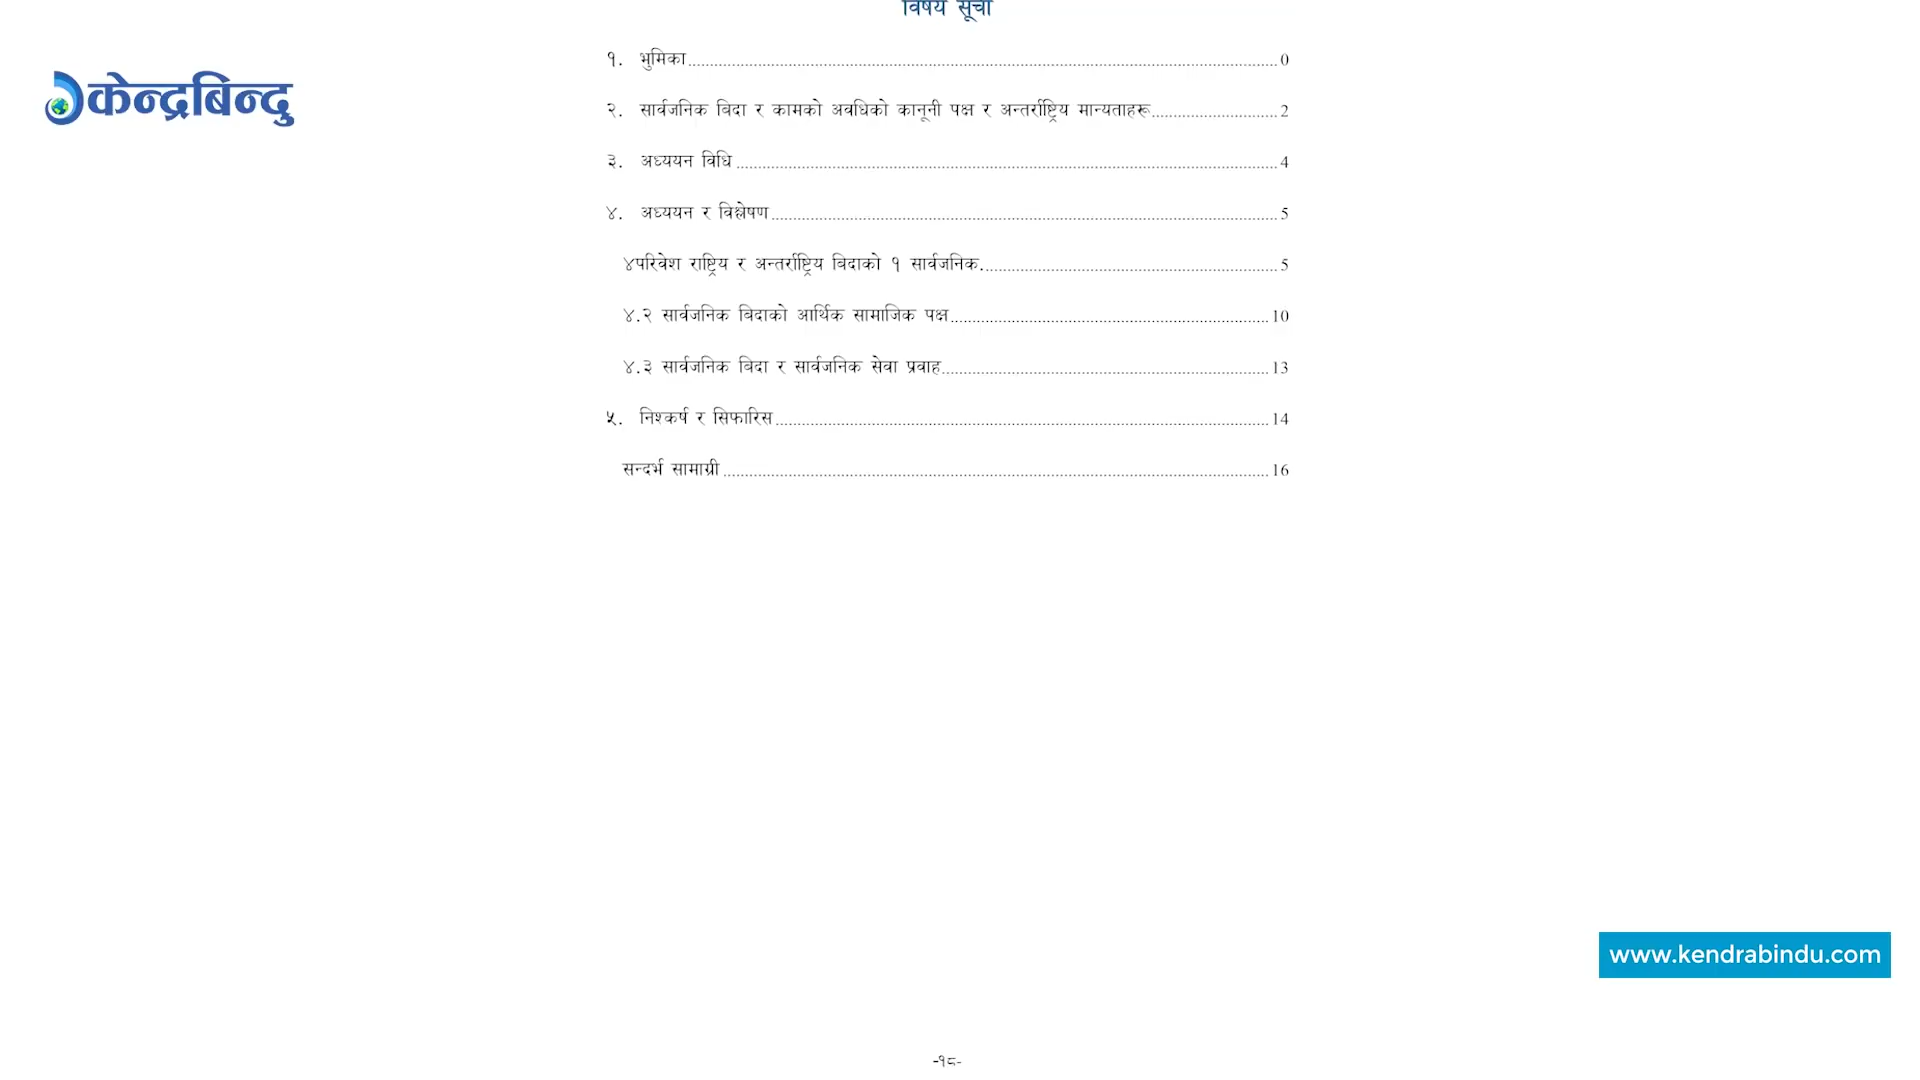 विषय सूची
केन्द्रबिन्दु
१. भुमिका 0
२. सार्वजनिक बिदा र कामको अवधिको कानूनी पक्ष र अन्तर्राष्ट्रिय मान्यताहरू 2
३. अध्ययन विधि 4
४. अध्ययन र विश्लेषण 5
४परिवेश राष्ट्रिय र अन्तर्राष्ट्रिय बिदाको १ सार्वजनिक. 5
४.२ सार्वजनिक बिदाको आर्थिक सामाजिक पक्ष 10
४.३ सार्वजनिक बिदा र सार्वजनिक सेवा प्रवाह 13
५. निश्कर्ष र सिफारिस 14
सन्दर्भ सामाग्री 16
www.kendrabindu.com
-१८-